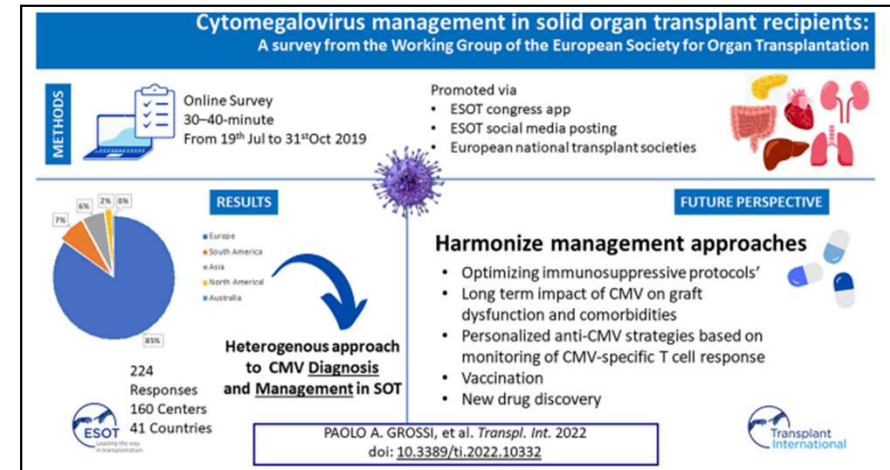 Cytomegalovirus management in solid organ transplant recipients:
A survey from the Working Group of the European Society for Organ Transplantation
METHODS
Online Survey
30–40-minute
From 19th Jul to 31stOct 2019
Promoted via
• ESOT congress app
• ESOT social media posting
• European national transplant societies
RESULTS
6%
2%
0%
7%
85%
Europe
South America
Asia
North Americal
Australia
Heterogenous approach
to CMV Diagnosis
and Management in SOT
224
Responses
160 Centers
41 Countries
ESOT
Leading the way
in transplantation
FUTURE PERSPECTIVE
Harmonize management approaches
• Optimizing immunosuppressive protocols’
• Long term impact of CMV on graft
dysfunction and comorbidities
• Personalized anti-CMV strategies based on
monitoring of CMV-specific T cell response
• Vaccination
• New drug discovery
PAOLO A. GROSSI, et al. Transpl. Int. 2022
doi: 10.3389/ti.2022.10332
Transplant
International